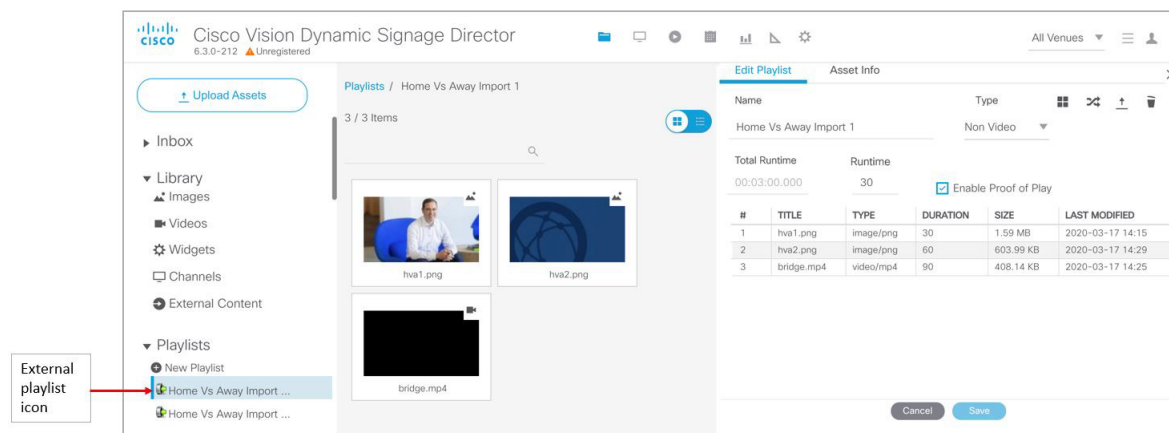 cisco
Cisco Vision Dynamic Signage Director
6.3.0-212 Unregistered
All Venues
Upload Assets
Inbox
Library
Images
Videos
Widgets
Channels
External Content
Playlists
New Playlist
Home Vs Away Import ...
Home Vs Away Import ...
External
playlist
icon
Playlists / Home Vs Away Import 1
3 / 3 Items
hva1.png
hva2.png
bridge.mp4
Edit Playlist Asset Info
Name Type
Home Vs Away Import 1 Non Video
Total Runtime Runtime
00:03:00.000 30 Enable Proof of Play
# TITLE TYPE DURATION SIZE LAST MODIFIED
1 hva1.png image/png 30 1.59 MB 2020-03-17 14:15
2 hva2.png image/png 60 603.99 KB 2020-03-17 14:29
3 bridge.mp4 video/mp4 90 408.14 KB 2020-03-17 14:25
Cancel Save